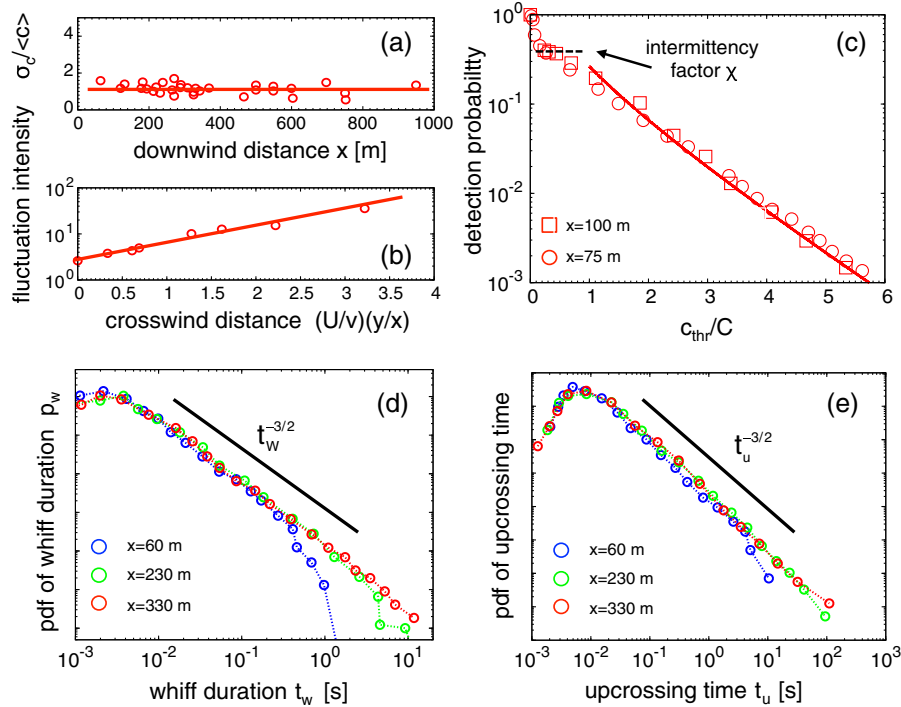 fluctuation intensity σc/<c>
(a)
4
2
0
0 200 400 600 800 1000
downwind distance x [m]
(b)
10^2
10^1
10^0
0 0.5 1 1.5 2 2.5 3 3.5 4
crosswind distance (U/v)(y/x)
(c)
detection probability
10^0
10^-1
10^-2
10^-3
intermittency
factor χ
x=100 m
x=75 m
0 1 2 3 4 5 6
c_thr/C
(d)
pdf of whiff duration p_w
t_w^-3/2
x=60 m
x=230 m
x=330 m
10^-3 10^-2 10^-1 10^0 10^1
whiff duration t_w [s]
(e)
pdf of upcrossing time
t_u^-3/2
x=60 m
x=230 m
x=330 m
10^-3 10^-2 10^-1 10^0 10^1 10^2 10^3
upcrossing time t_u [s]